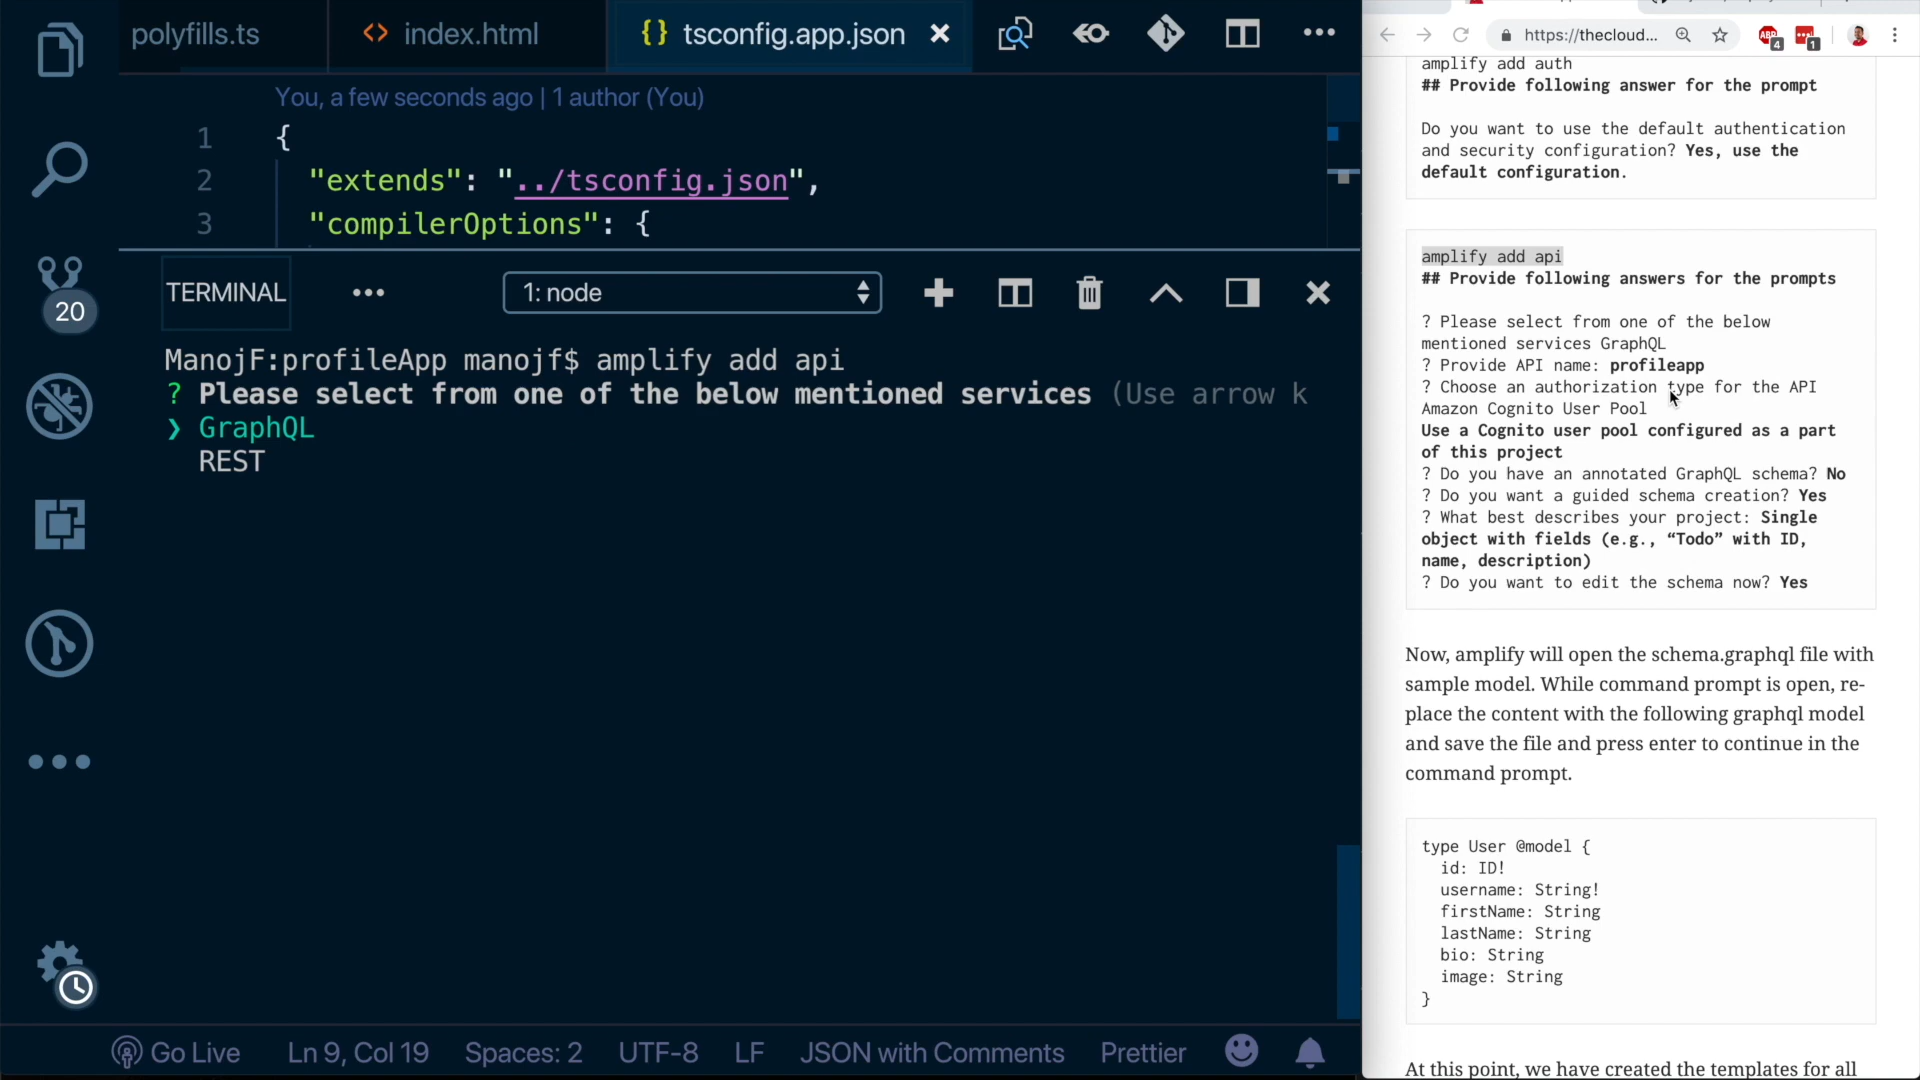 polyfills.ts
<> index.html
{} tsconfig.app.json
You, a few seconds ago | 1 author (You)
1 {
2 "extends": "../tsconfig.json",
3 "compilerOptions": {
20
TERMINAL
1: node
ManojF:profileApp manojf$ amplify add api
? Please select from one of the below mentioned services (Use arrow k
❯ GraphQL
REST
Go Live
Ln 9, Col 19
Spaces: 2
UTF-8
LF
JSON with Comments
Prettier
https://thecloud...
ABP
4
1
amplify add auth
## Provide following answer for the prompt
Do you want to use the default authentication
and security configuration? Yes, use the
default configuration.
amplify add api
## Provide following answers for the prompts
? Please select from one of the below
mentioned services GraphQL
? Provide API name: profileapp
? Choose an authorization type for the API
Amazon Cognito User Pool
Use a Cognito user pool configured as a part
of this project
? Do you have an annotated GraphQL schema? No
? Do you want a guided schema creation? Yes
? What best describes your project: Single
object with fields (e.g., “Todo” with ID,
name, description)
? Do you want to edit the schema now? Yes
Now, amplify will open the schema.graphql file with
sample model. While command prompt is open, re-
place the content with the following graphql model
and save the file and press enter to continue in the
command prompt.
type User @model {
id: ID!
username: String!
firstName: String
lastName: String
bio: String
image: String
}
At this point, we have created the templates for all